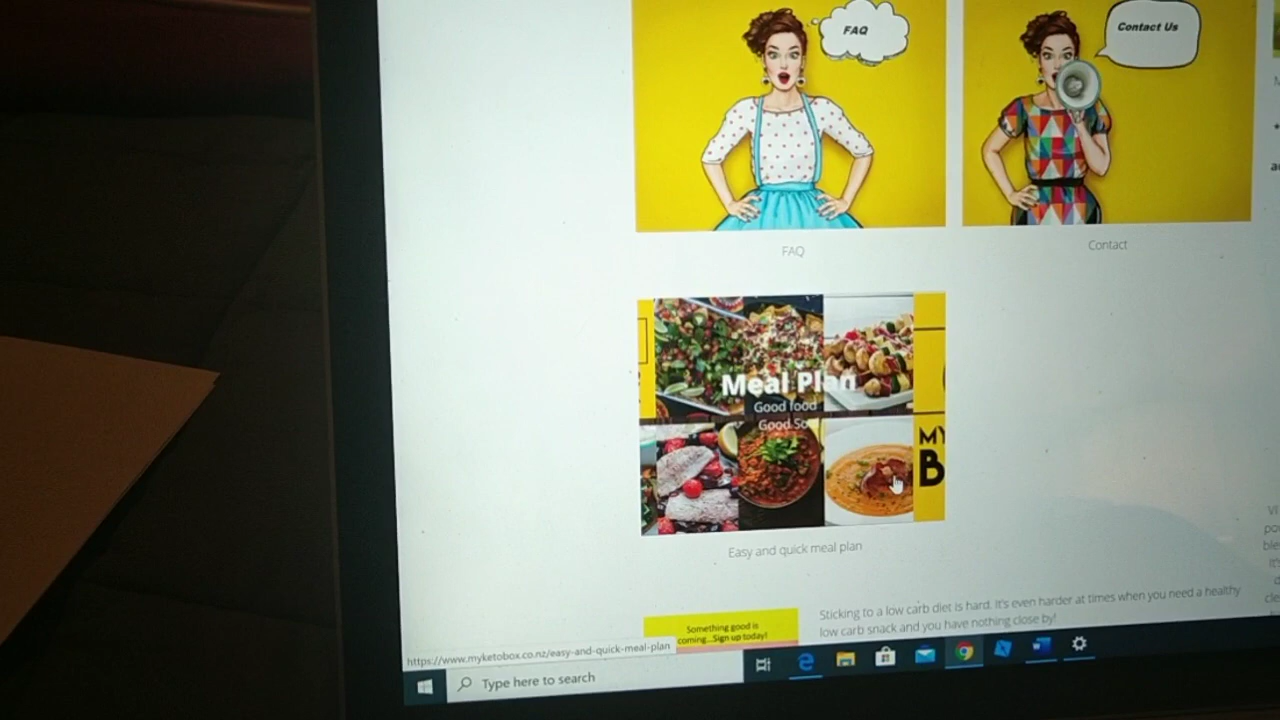 FAQ
Contact Us
FAQ
Contact
Meal Plan
Good food
Good So
MY
B
Easy and quick meal plan
Something good is
coming...Sign up today!
Sticking to a low carb diet is hard. It's even harder at times when you need a healthy
low carb snack and you have nothing close by!
https://www.myketobox.co.nz/easy-and-quick-meal-plan
Type here to search